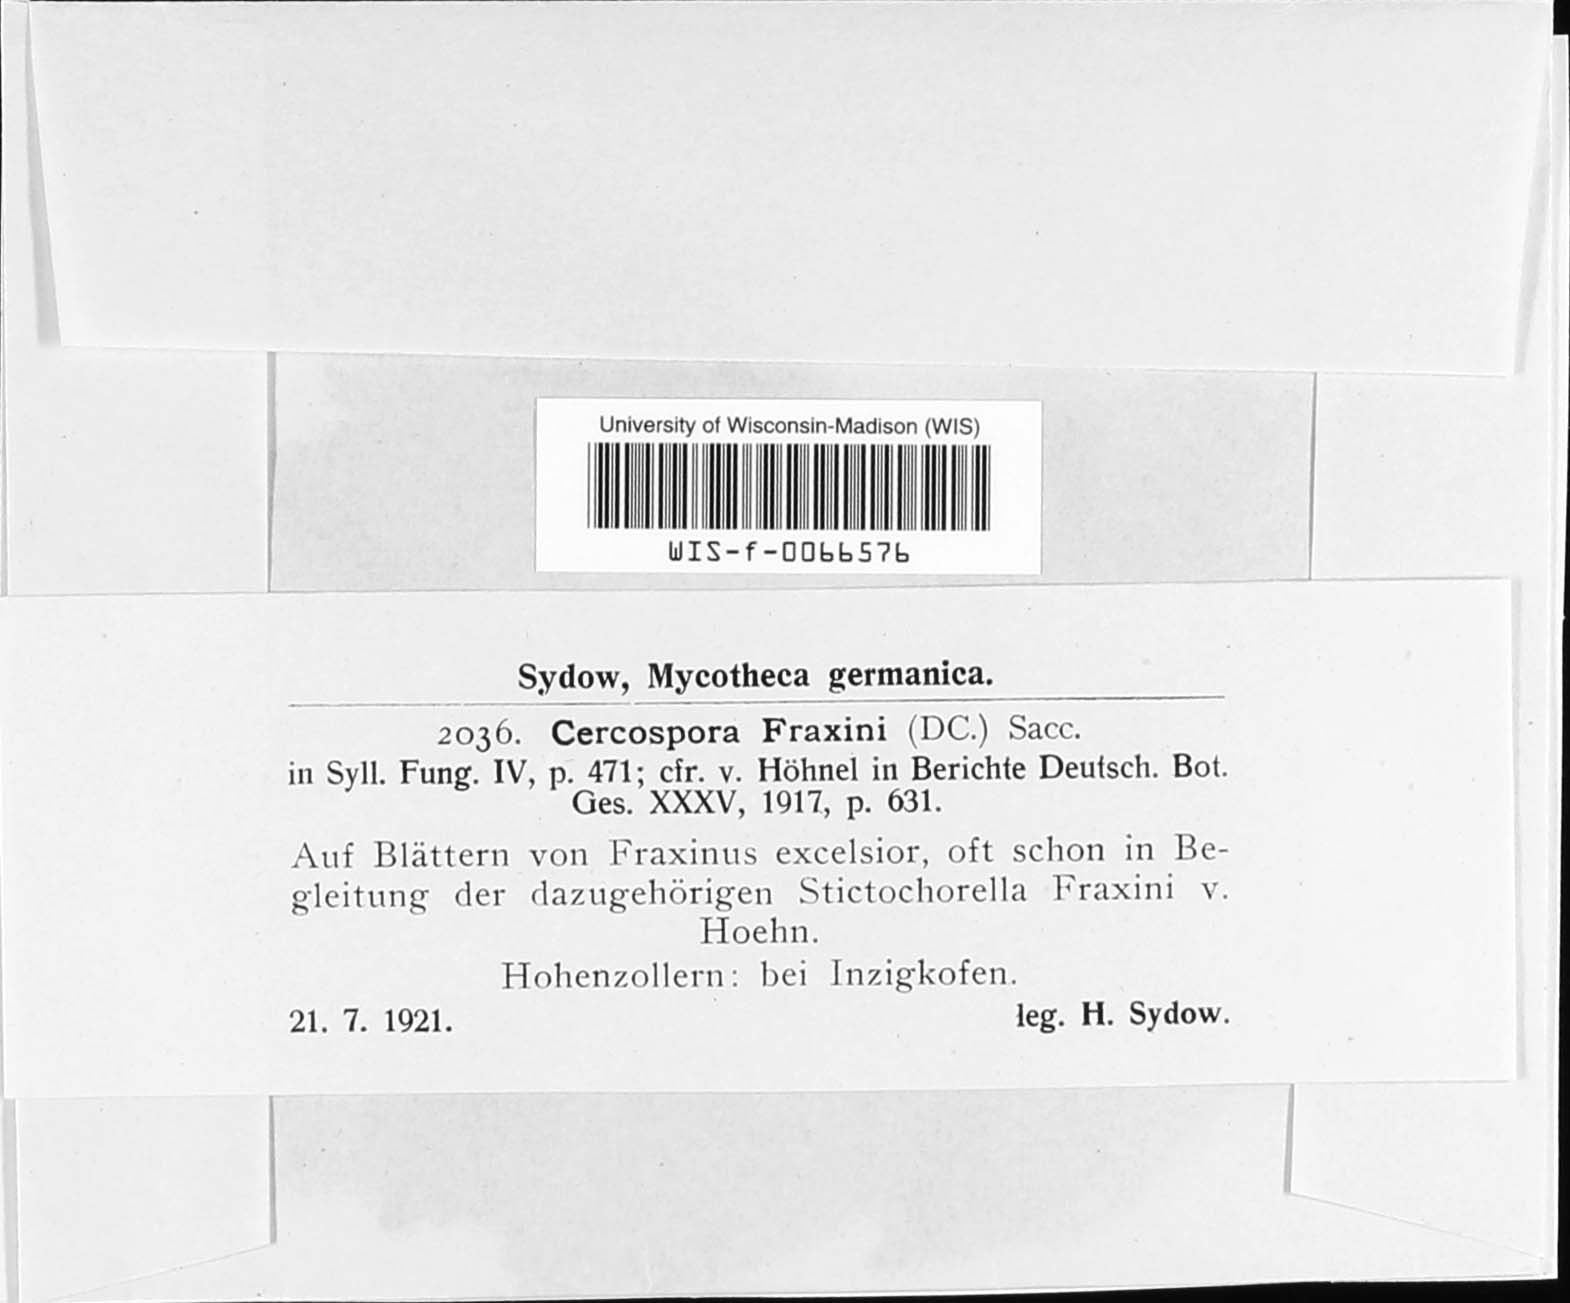 University of Wisconsin-Madison (WIS)
WIS-f-0066576
Sydow, Mycotheca germanica.
2036. Cercospora Fraxini (DC.) Sacc.
in Syll. Fung. IV, p. 471; cfr. v. Höhnel in Berichte Deutsch. Bot.
Ges. XXXV, 1917, p. 631.
Auf Blättern von Fraxinus excelsior, oft schon in Be-
gleitung der dazugehörigen Stictochorella Fraxini v.
Hoehn.
Hohenzollern: bei Inzigkofen.
21. 7. 1921. leg. H. Sydow.